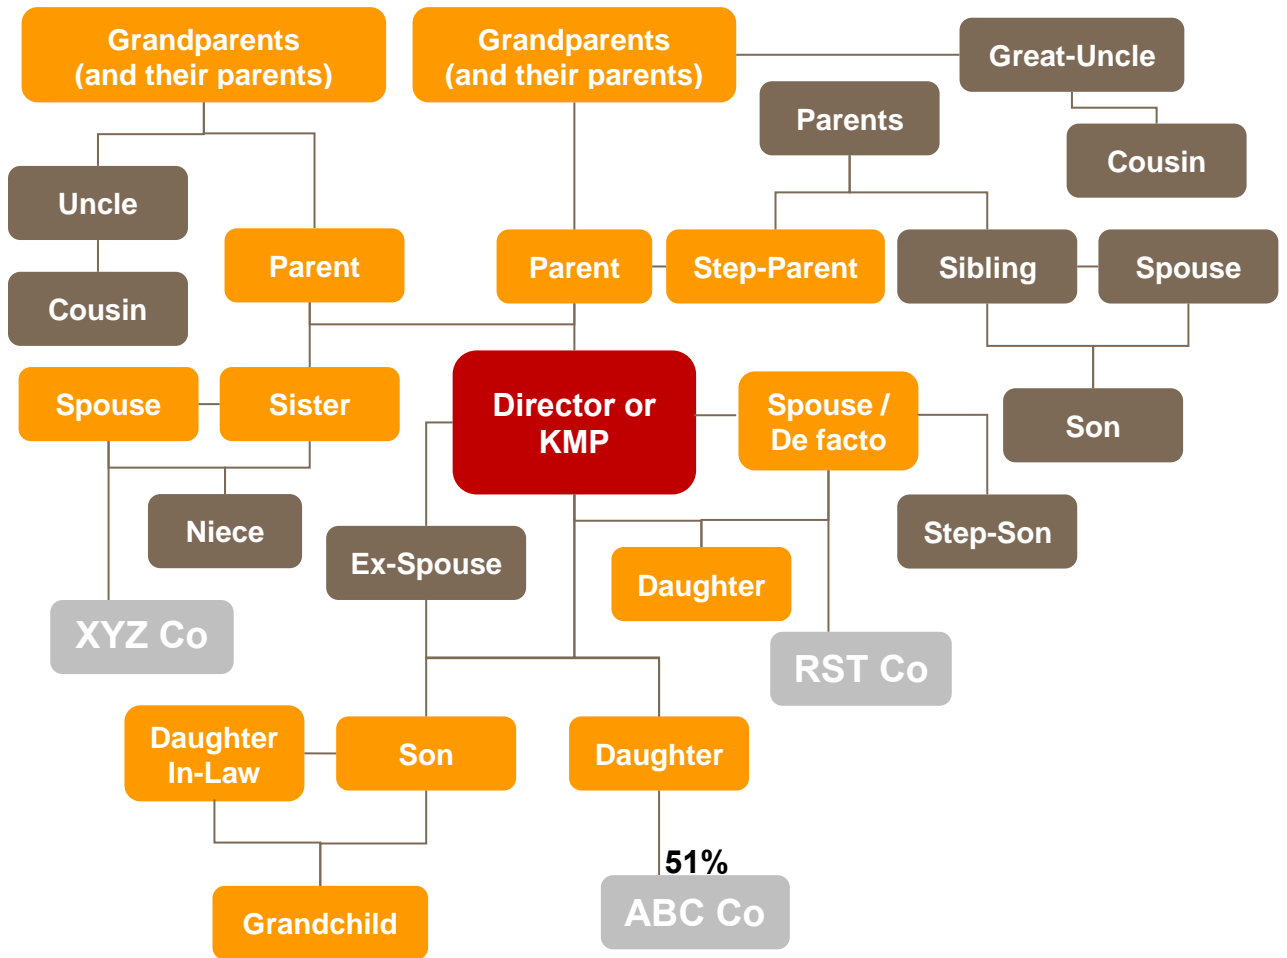 Grandparents
(and their parents)
Grandparents
(and their parents)
Great-Uncle
Parents
Cousin
Uncle
Parent
Parent
Step-Parent
Sibling
Spouse
Cousin
Spouse
Sister
Director or
KMP
Spouse /
De facto
Son
Niece
Ex-Spouse
Daughter
Step-Son
XYZ Co
RST Co
Daughter
In-Law
Son
Daughter
51%
ABC Co
Grandchild